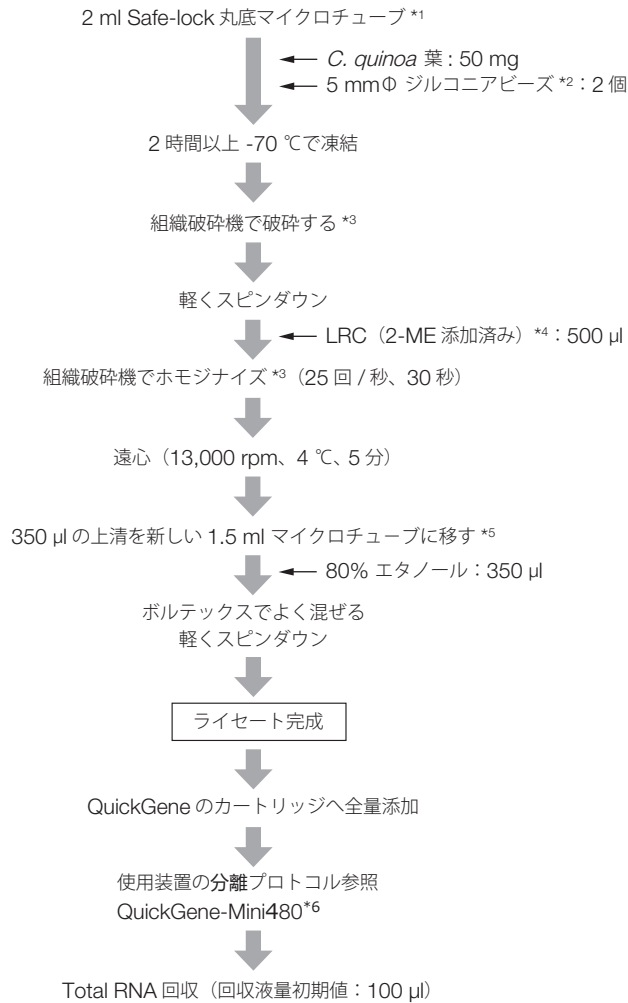 2 ml Safe-lock 丸底マイクロチューブ *1
C. quinoa 葉 : 50 mg
5 mmΦ ジルコニアビーズ *2：2 個
2 時間以上 -70 ℃で凍結
組織破砕機で破砕する *3
軽くスピンダウン
LRC（2-ME 添加済み）*4：500 μl
組織破砕機でホモジナイズ *3（25 回 / 秒、30 秒）
遠心（13,000 rpm、4 ℃、5 分）
350 μl の上清を新しい 1.5 ml マイクロチューブに移す *5
80% エタノール：350 μl
ボルテックスでよく混ぜる
軽くスピンダウン
ライセート完成
QuickGene のカートリッジへ全量添加
使用装置の分離プロトコル参照
QuickGene-Mini480*6
Total RNA 回収（回収液量初期値：100 μl）